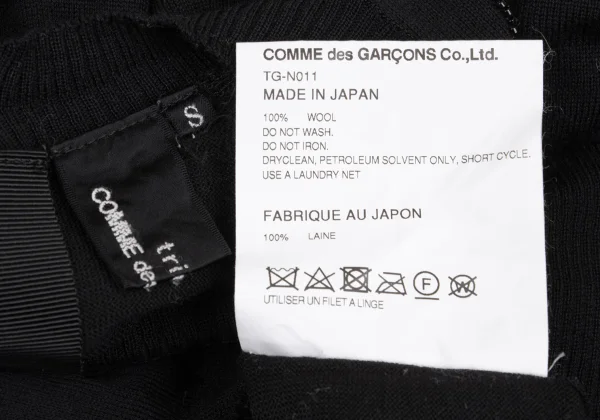 COMME des GARÇONS Co.,Ltd.
TG-N011
MADE IN JAPAN
100% WOOL
DO NOT WASH.
DO NOT IRON.
DRYCLEAN, PETROLEUM SOLVENT ONLY, SHORT CYCLE.
USE A LAUNDRY NET
FABRIQUE AU JAPON
100% LAINE
F
W
UTILISER UN FILET A LINGE
S
tri
COMME des